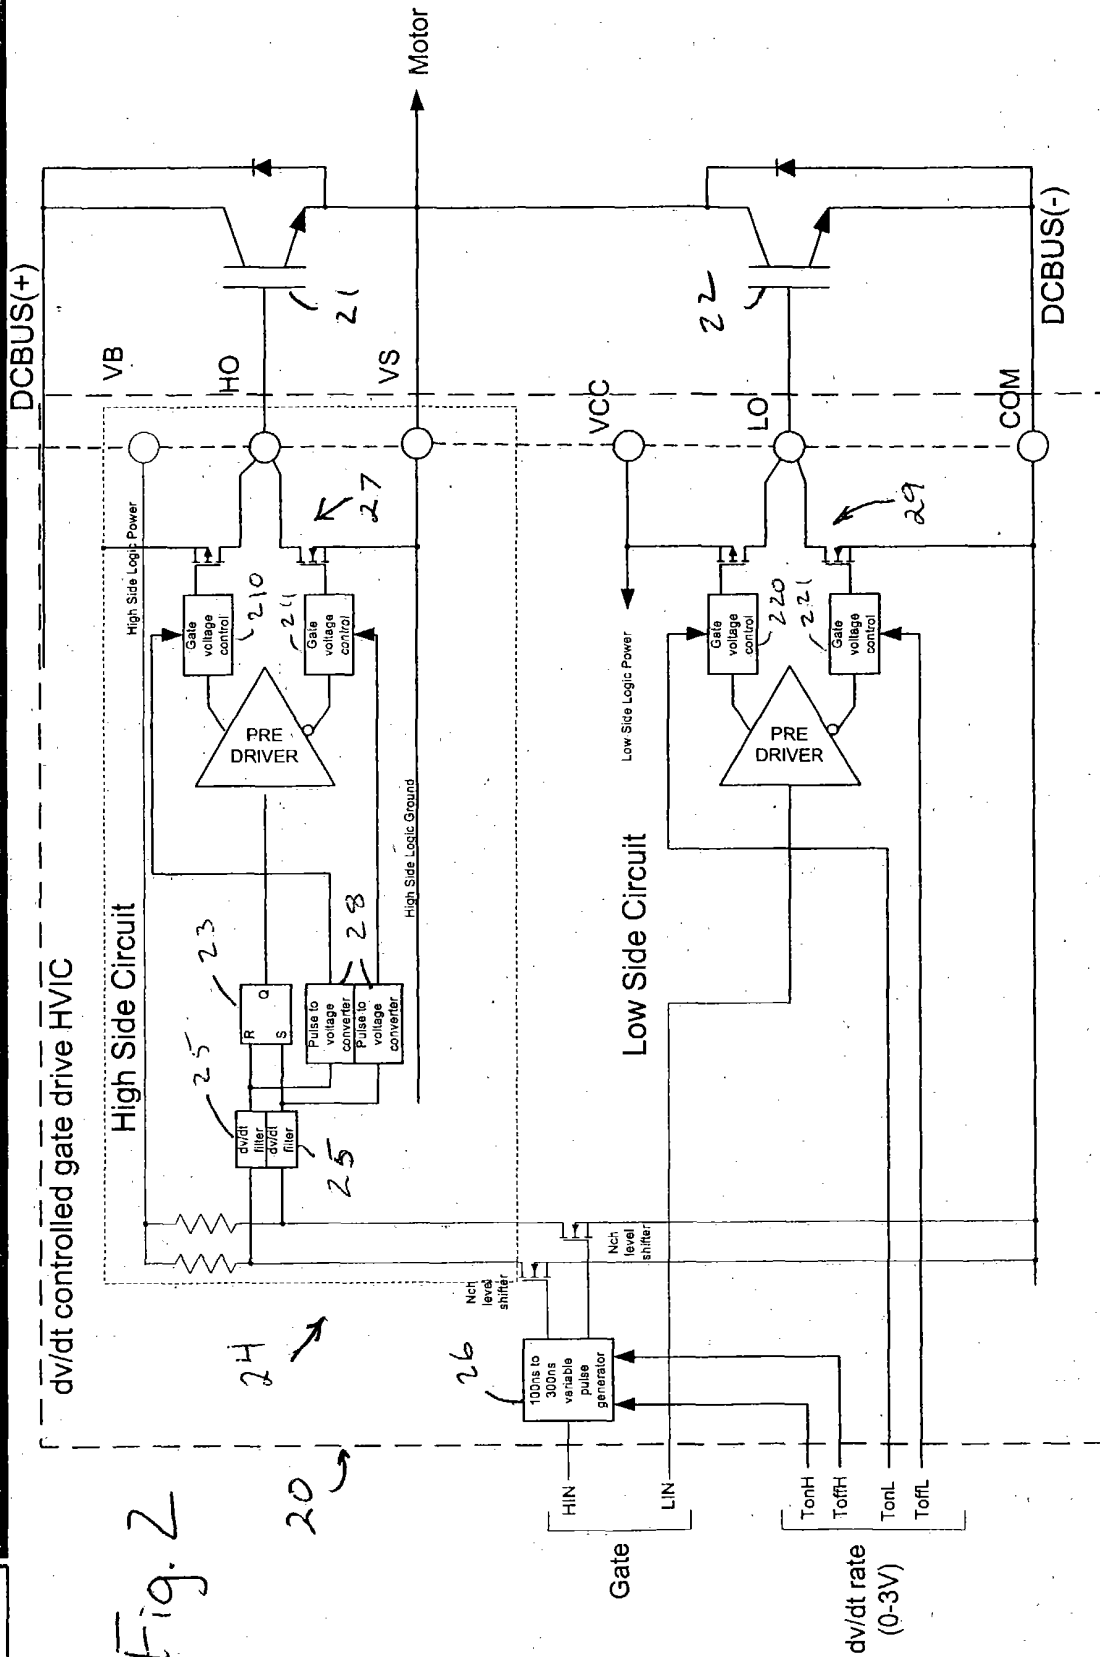 Fig. 2
20
dv/dt controlled gate drive HVIC
High Side Circuit
24
25
25
23
28
dv/dt
filter
dv/dt
filter
R
S
Q
Pulse to
voltage
converter
Pulse to
voltage
converter
PRE
DRIVER
Gate
voltage
control
210
Gate
voltage
control
211
High Side Logic Power
High Side Logic Ground
27
DCBUS(+)
VB
HO
VS
21
Motor
Nch
level
shifter
Nch
level
shifter
26
100ns to
300ns
variable
pulse
generator
Low Side Circuit
Low Side Logic Power
PRE
DRIVER
Gate
voltage
control
220
Gate
voltage
control
221
29
VCC
LO
COM
22
DCBUS(-)
HIN
LIN
Gate
TonH
ToffH
TonL
ToffL
dv/dt rate
(0-3V)